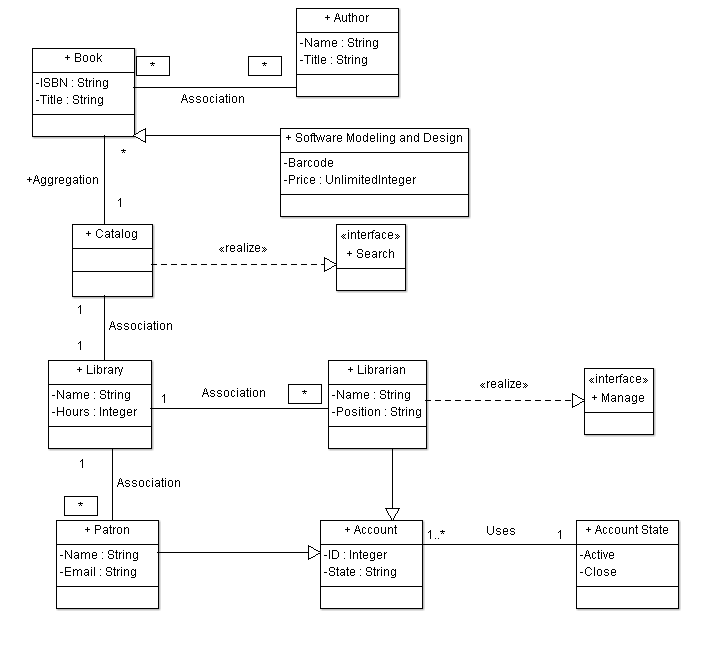 + Author
-Name : String
-Title : String
+ Book
-ISBN : String
-Title : String
*
*
Association
+ Software Modeling and Design
-Barcode
-Price : UnlimitedInteger
*
+Aggregation
1
+ Catalog
«realize»
«interface»
+ Search
1
Association
1
+ Library
-Name : String
-Hours : Integer
1
Association
*
+ Librarian
-Name : String
-Position : String
«realize»
«interface»
+ Manage
1
Association
*
+ Patron
-Name : String
-Email : String
+ Account
-ID : Integer
-State : String
1..*
Uses
1
+ Account State
-Active
-Close